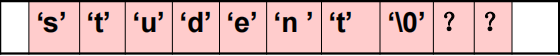 ‘s’ ‘t’ ‘u’ ‘d’ ‘e’ ‘n ’ ‘t’ ‘\0’ ? ?